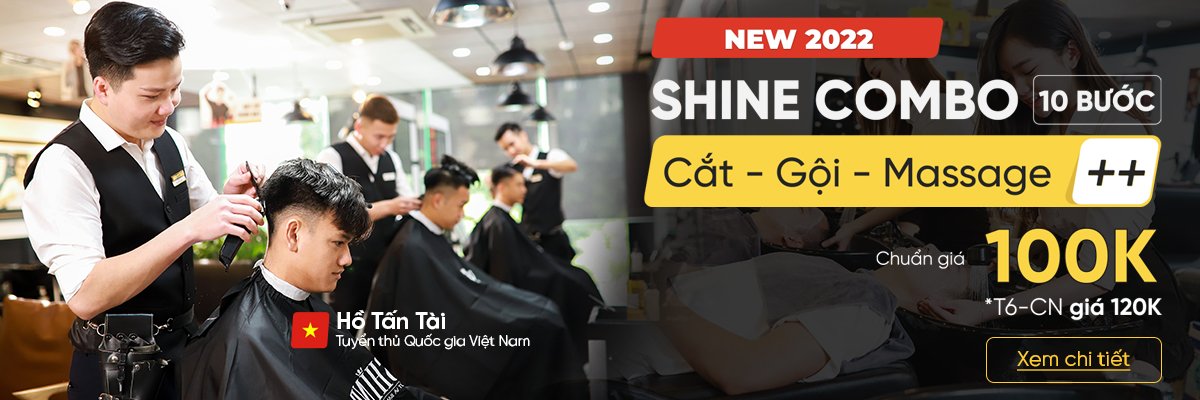 NEW 2022
SHINE COMBO 10 BƯỚC
Cắt - Gội - Massage ++
Chuẩn giá 100K
*T6-CN giá 120K
Xem chi tiết
Hồ Tấn Tài
Tuyển thủ Quốc gia Việt Nam